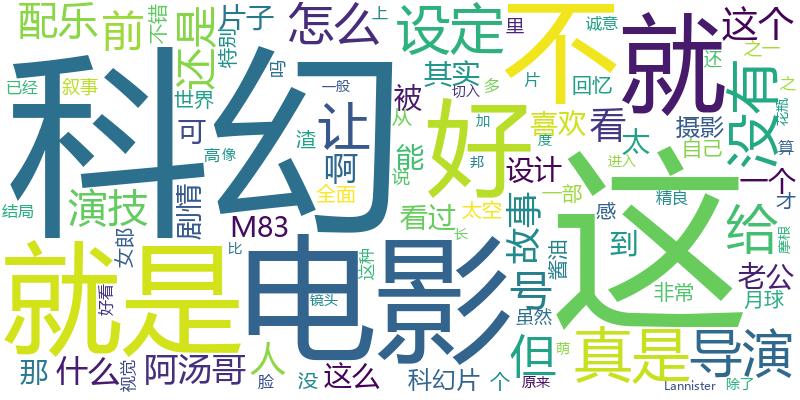 配乐
前
不错
还是
片子
特别
怎么
上
设定
不
里
诚意
就
这个
之一
还
没有
已经
叙事
世界
可
高
像
科幻
吗
一般
让
啊
渣
全面
被
切入
其实
多
片
从
能
说
好
加
邦
度
喜欢
回忆
看
太
设计
一部
感
到
进入
这
摄影
自己
精良
之
花瓶
算
才
一个
摩根
给
结局
演技
剧情
女郎
M83
比
好看
就是
电影
看过
太空
长
这种
故事
酱油
虽然
非常
老公
月球
但
真是
导演
那
什么
视觉
阿汤哥
人
脸
没
镜头
这么
科幻片
个
原来
萌
Lannister
除了